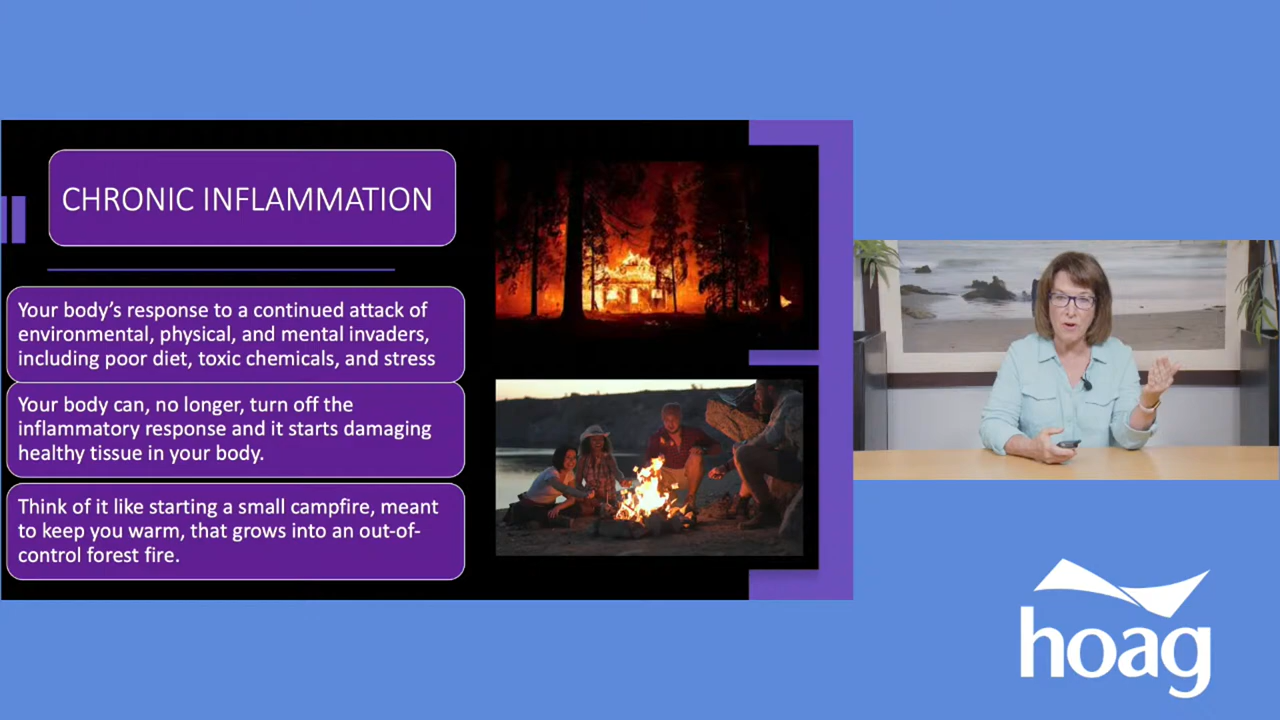 CHRONIC INFLAMMATION
Your body’s response to a continued attack of
environmental, physical, and mental invaders,
including poor diet, toxic chemicals, and stress
Your body can, no longer, turn off the
inflammatory response and it starts damaging
healthy tissue in your body.
Think of it like starting a small campfire, meant
to keep you warm, that grows into an out-of-
control forest fire.
hoag